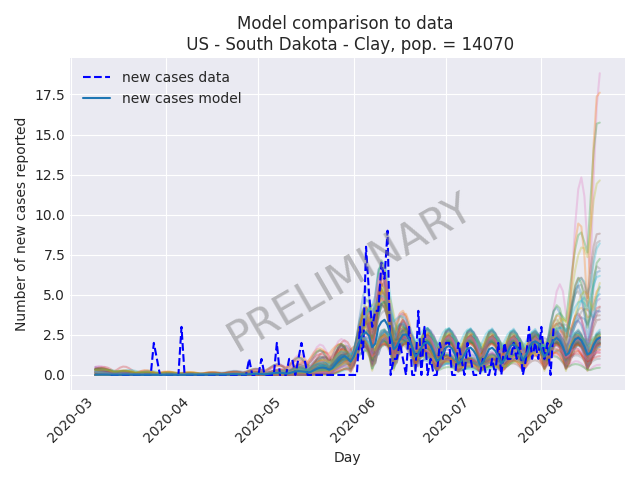 Model comparison to data
US - South Dakota - Clay, pop. = 14070
new cases data
new cases model
17.5
15.0
12.5
10.0
7.5
5.0
2.5
0.0
Number of new cases reported
PRELIMINARY
2020-03
2020-04
2020-05
2020-06
2020-07
2020-08
Day